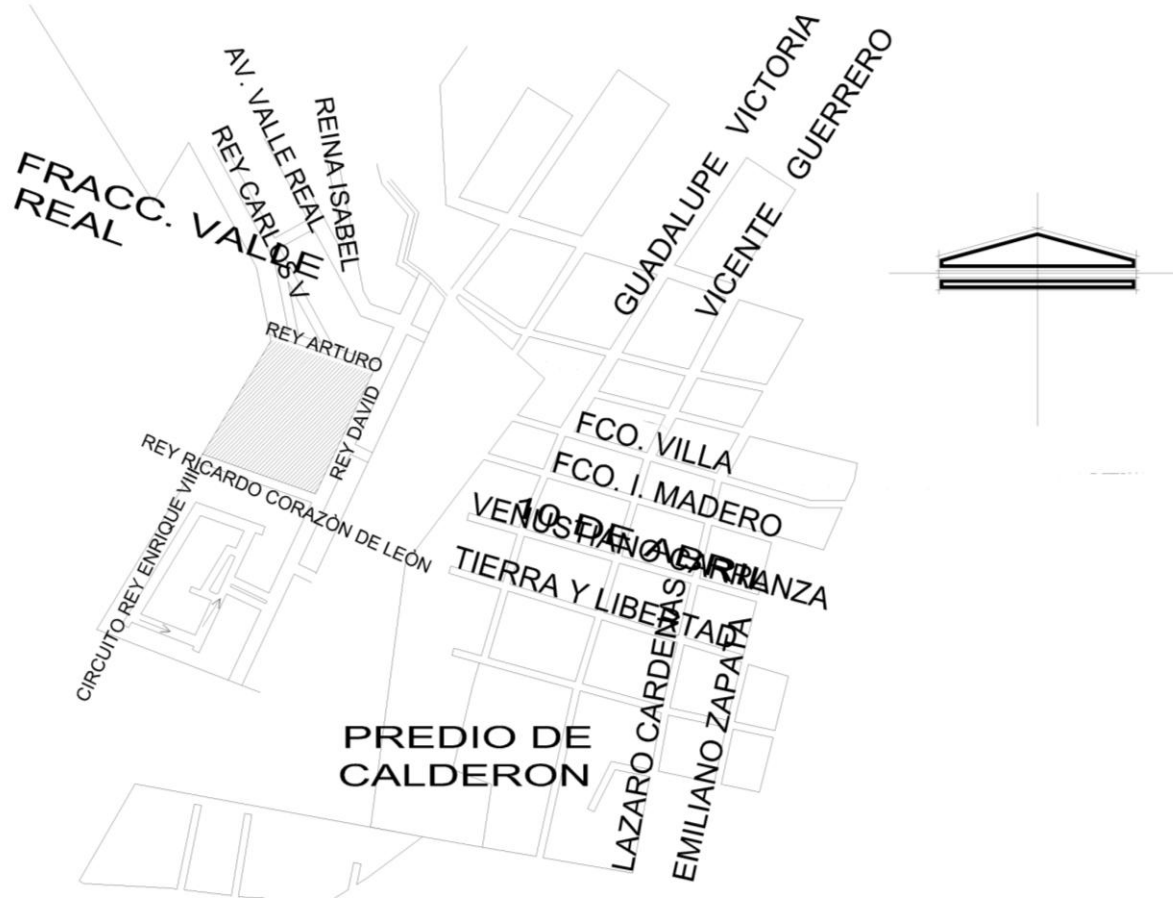 GUADALUPE VICTORIA
VICENTE GUERRERO
AV. VALLE REAL
REINA ISABEL
REY CARLOS V
FRACC. VALLE
REAL
REY ARTURO
REY DAVID
REY RICARDO CORAZÓN DE LEÓN
CIRCUITO REY ENRIQUE VIII
FCO. VILLA
FCO. I. MADERO
10 DE ABRIL
VENUSTIANO CARRANZA
TIERRA Y LIBERTAD
LAZARO CARDENAS
EMILIANO ZAPATA
PREDIO DE
CALDERON